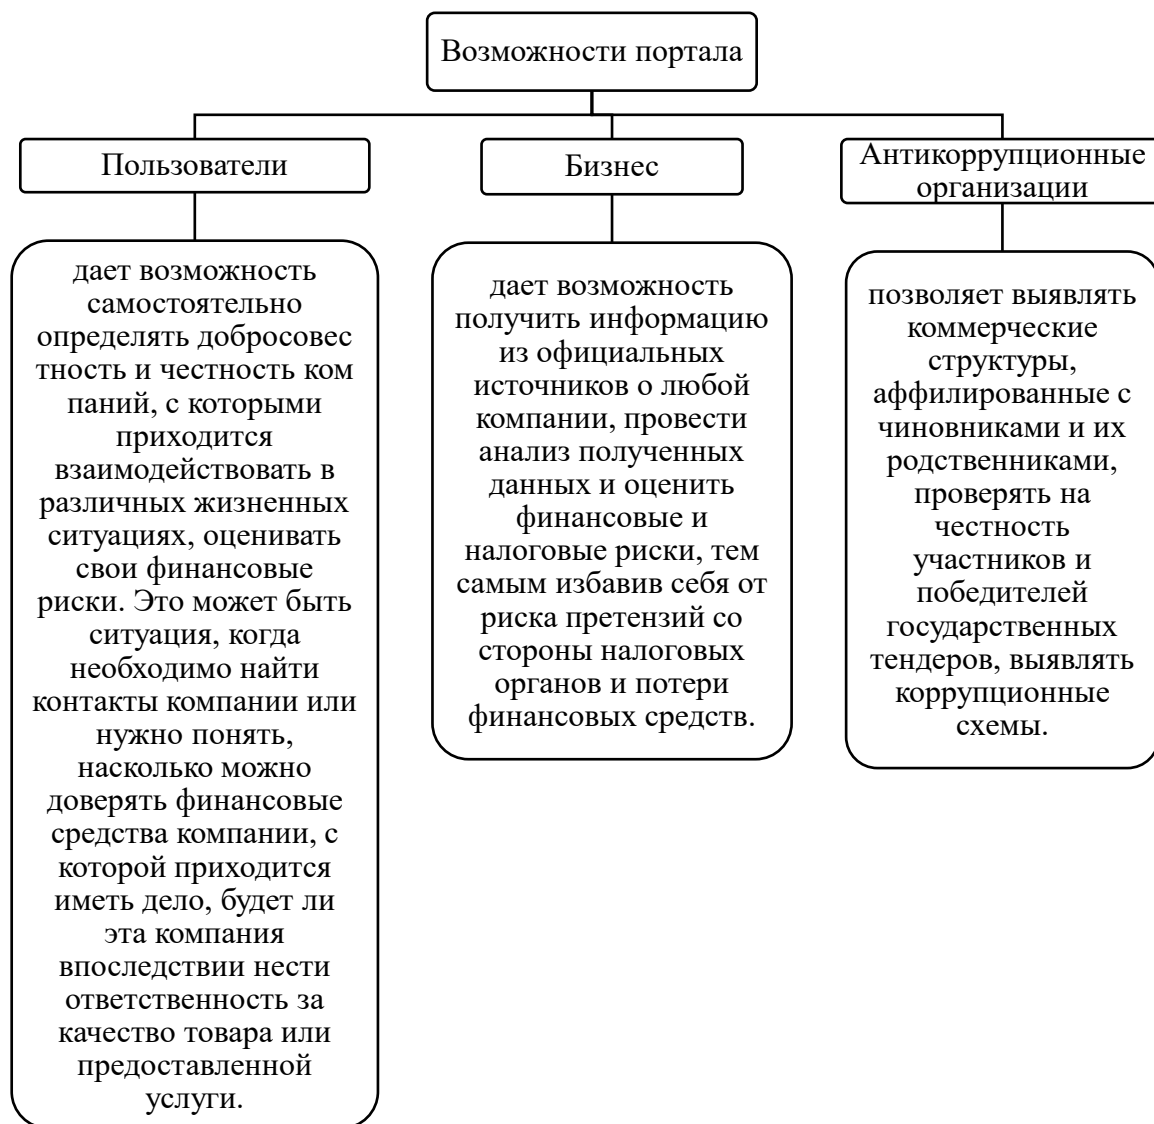 Возможности портала
Пользователи
Бизнес
Антикоррупционные
организации
дает возможность
самостоятельно
определять добросовес
тность и честность ком
паний, с которыми
приходится
взаимодействовать в
различных жизненных
ситуациях, оценивать
свои финансовые
риски. Это может быть
ситуация, когда
необходимо найти
контакты компании или
нужно понять,
насколько можно
доверять финансовые
средства компании, с
которой приходится
иметь дело, будет ли
эта компания
впоследствии нести
ответственность за
качество товара или
предоставленной
услуги.
дает возможность
получить информацию
из официальных
источников о любой
компании, провести
анализ полученных
данных и оценить
финансовые и
налоговые риски, тем
самым избавив себя от
риска претензий со
стороны налоговых
органов и потери
финансовых средств.
позволяет выявлять
коммерческие
структуры,
аффилированные с
чиновниками и их
родственниками,
проверять на
честность
участников и
победителей
государственных
тендеров, выявлять
коррупционные
схемы.